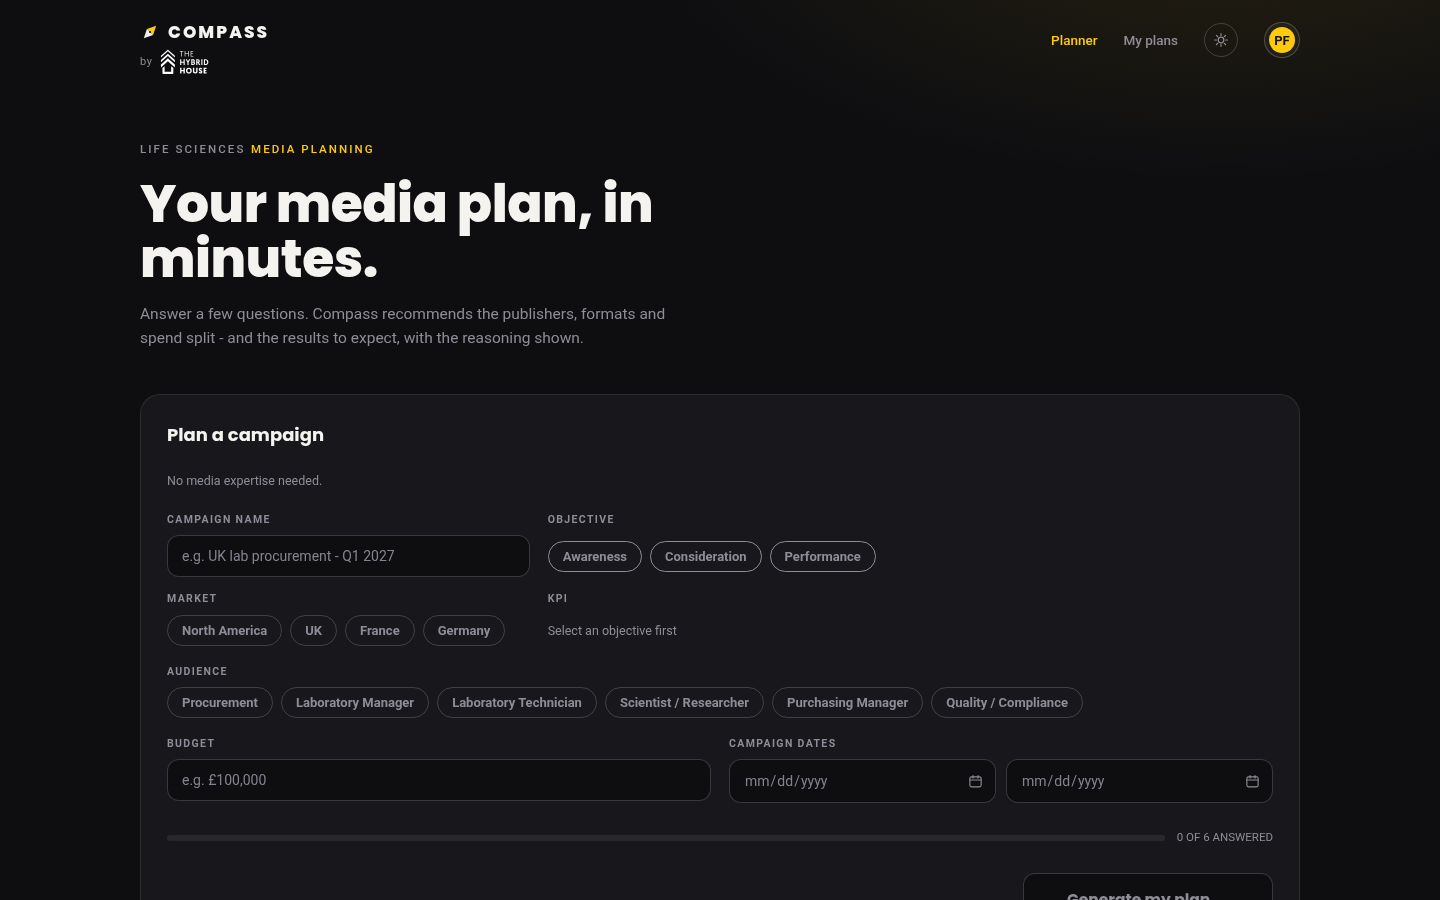 COMPASS
by THE HYBRID HOUSE
Planner
My plans
PF
LIFE SCIENCES MEDIA PLANNING
Your media plan, in
minutes.
Answer a few questions. Compass recommends the publishers, formats and
spend split - and the results to expect, with the reasoning shown.
Plan a campaign
No media expertise needed.
CAMPAIGN NAME
e.g. UK lab procurement - Q1 2027
OBJECTIVE
Awareness Consideration Performance
MARKET
North America UK France Germany
KPI
Select an objective first
AUDIENCE
Procurement Laboratory Manager Laboratory Technician Scientist / Researcher Purchasing Manager Quality / Compliance
BUDGET
e.g. £100,000
CAMPAIGN DATES
mm/dd/yyyy mm/dd/yyyy
0 OF 6 ANSWERED
Generate my plan